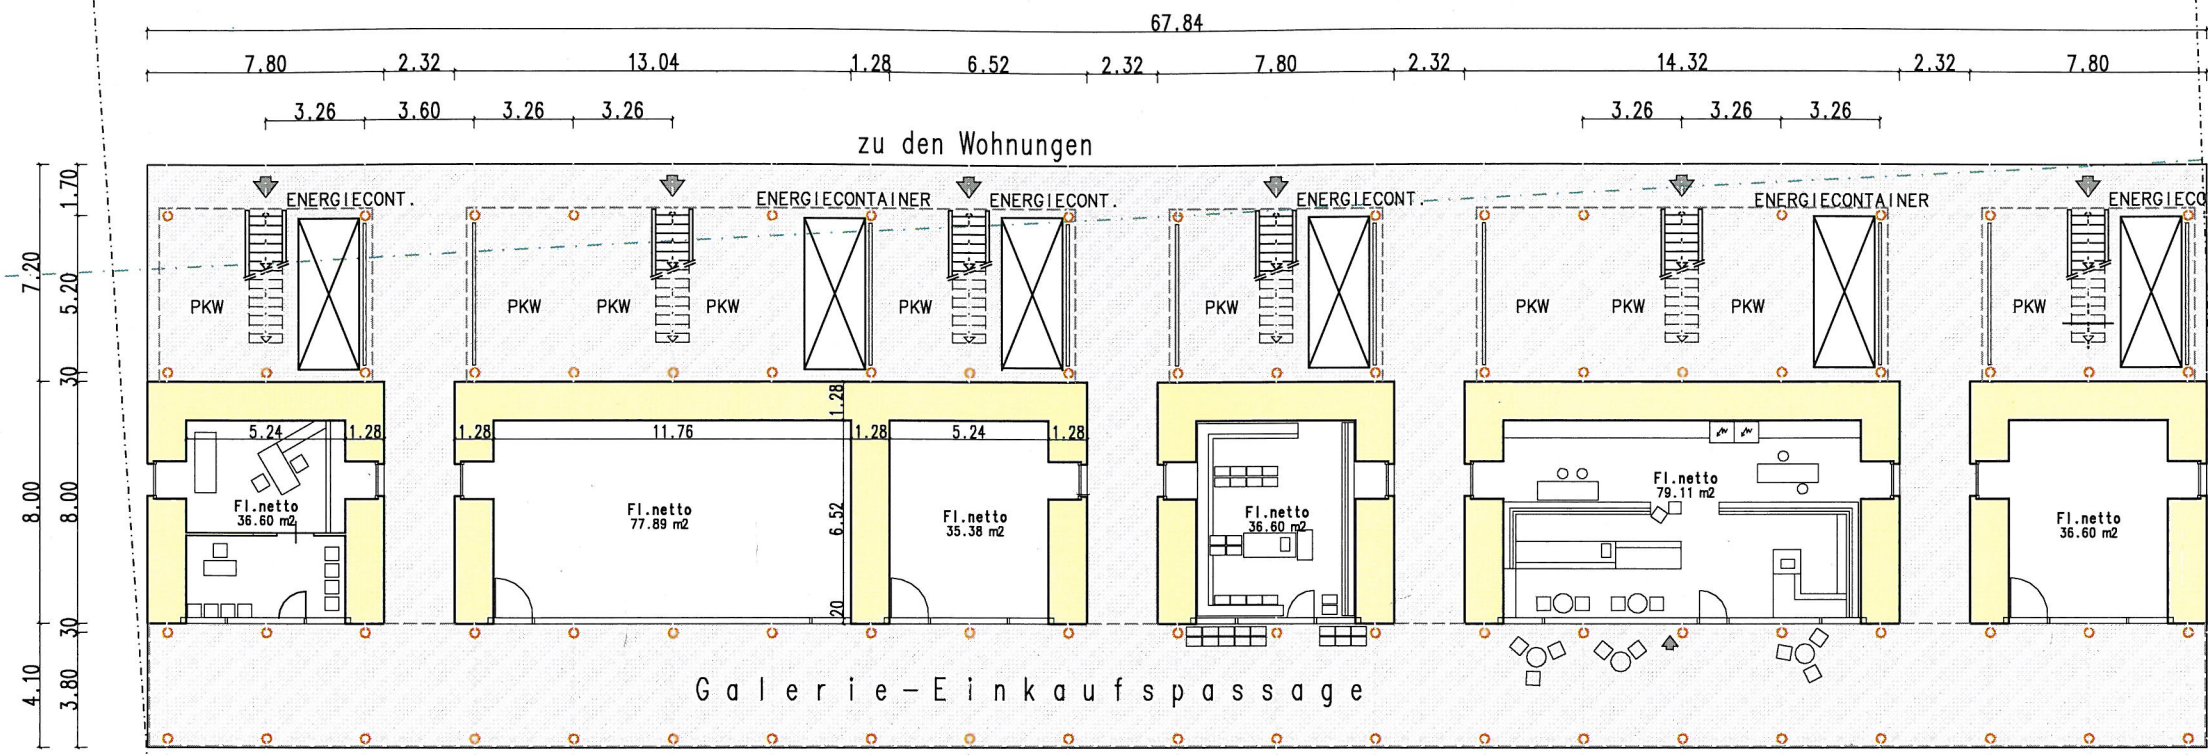 67.84
7.80 2.32 13.04 1.28 6.52 2.32 7.80 2.32 14.32 2.32 7.80
3.26 3.60 3.26 3.26 3.26 3.26 3.26
zu den Wohnungen
ENERGIECONT. ENERGIECONTAINER ENERGIECONT. ENERGIECONT. ENERGIECONTAINER ENERGIECO
1.70
7.20
5.20
PKW PKW PKW PKW PKW PKW PKW PKW PKW PKW
30
1.28
5.24 1.28 1.28 11.76 1.28 5.24 1.28
8.00
8.00
6.52
Fl.netto
36.60 m2
Fl.netto
77.89 m2
Fl.netto
35.38 m2
Fl.netto
36.60 m2
Fl.netto
79.11 m2
Fl.netto
36.60 m2
20
30
4.10
3.80
Galerie-Einkaufspassage